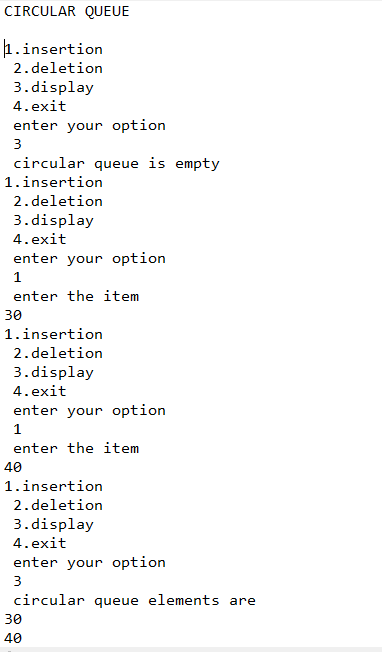 CIRCULAR QUEUE
1.insertion
2.deletion
3.display
4.exit
enter your option
3
circular queue is empty
1.insertion
2.deletion
3.display
4.exit
enter your option
1
enter the item
30
1.insertion
2.deletion
3.display
4.exit
enter your option
1
enter the item
40
1.insertion
2.deletion
3.display
4.exit
enter your option
3
circular queue elements are
30
40